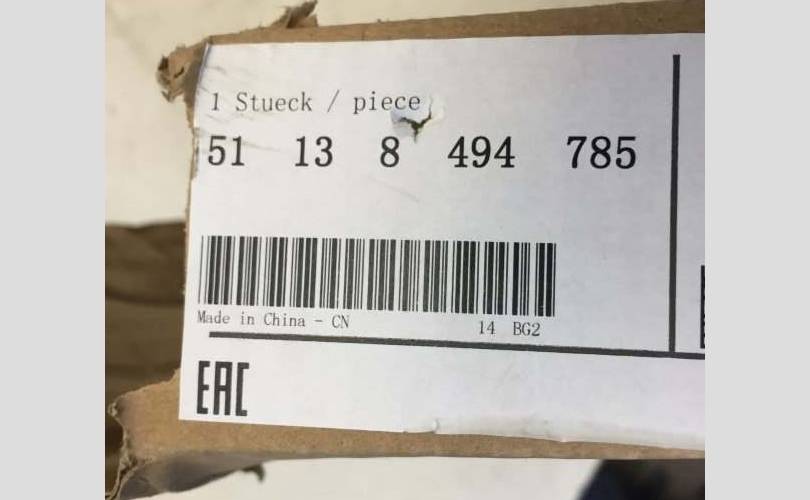 1 Stueck / piece
51 13 8 494 785
Made in China - CN 14 BG2
EAC